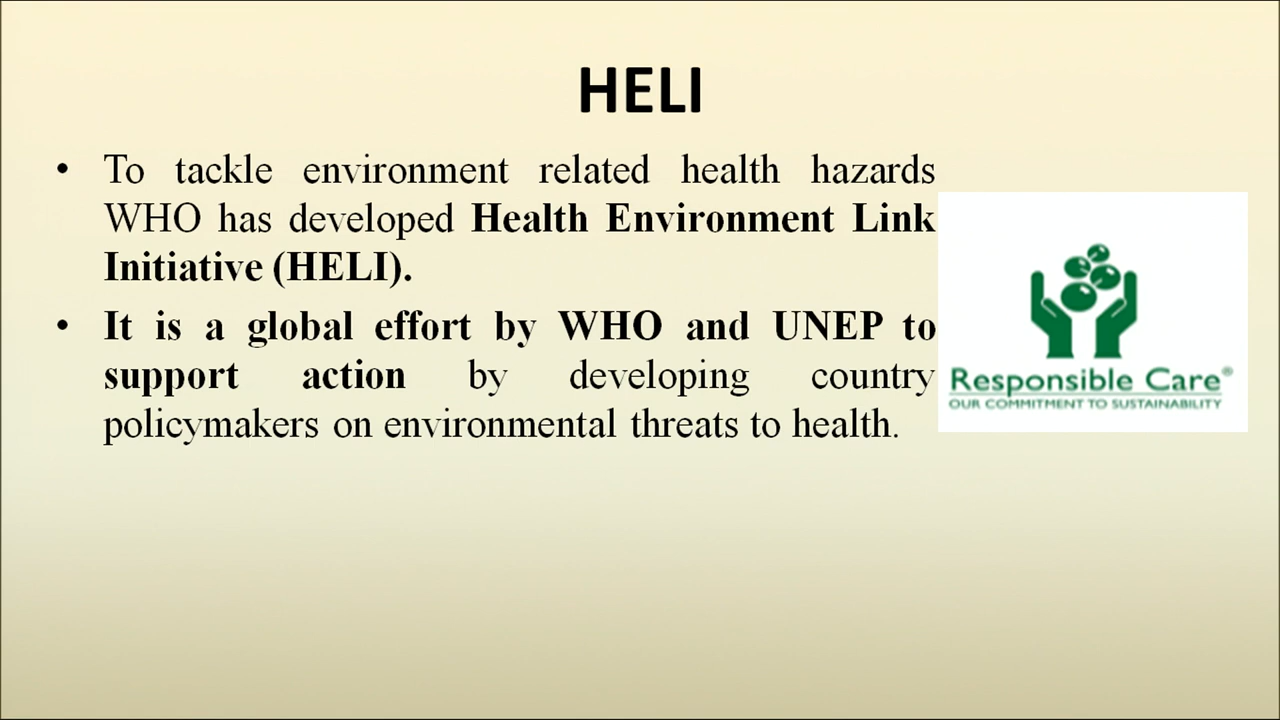 HELI
• To tackle environment related health hazards
WHO has developed Health Environment Link
Initiative (HELI).
• It is a global effort by WHO and UNEP to
support action by developing country
policymakers on environmental threats to health.
Responsible Care®
OUR COMMITMENT TO SUSTAINABILITY